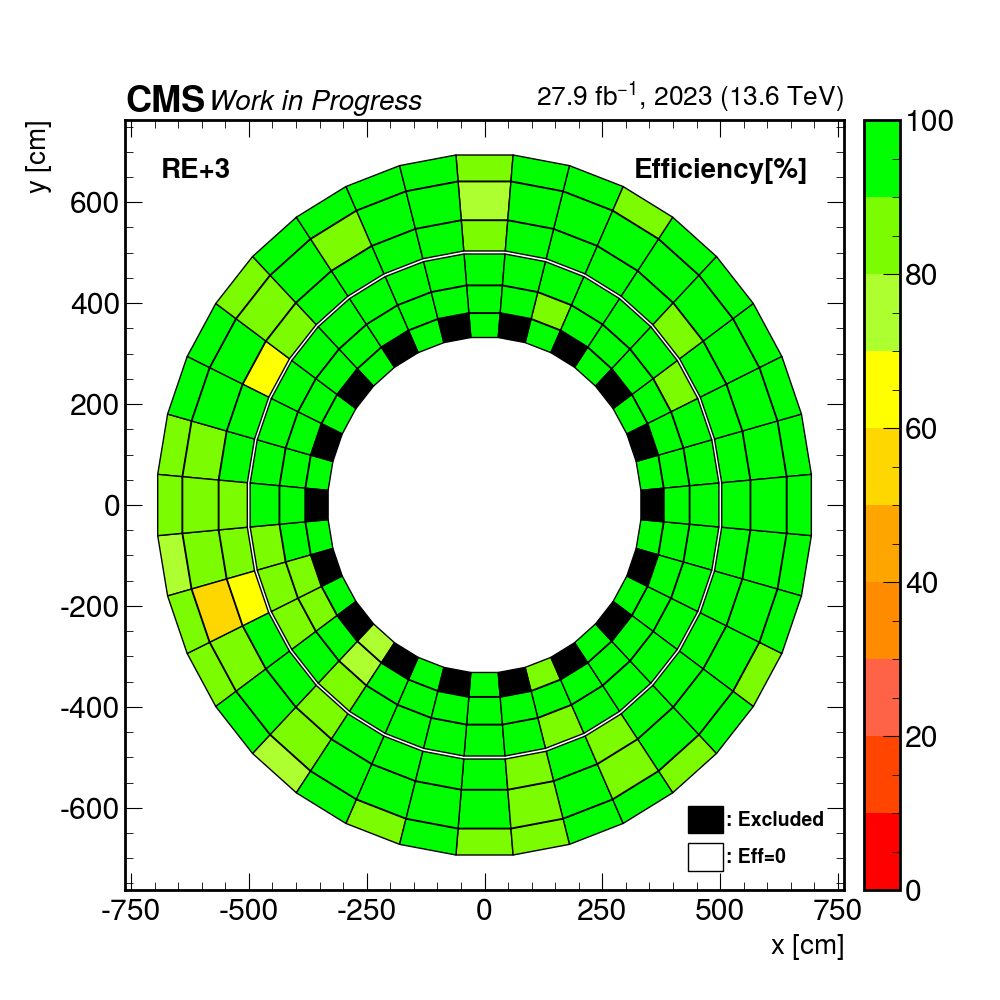 CMS Work in Progress 27.9 fb⁻¹, 2023 (13.6 TeV)
y [cm]
RE+3 Efficiency[%]
600
400
200
0
-200
-400
-600
: Excluded
: Eff=0
-750 -500 -250 0 250 500 750
x [cm]
100
80
60
40
20
0